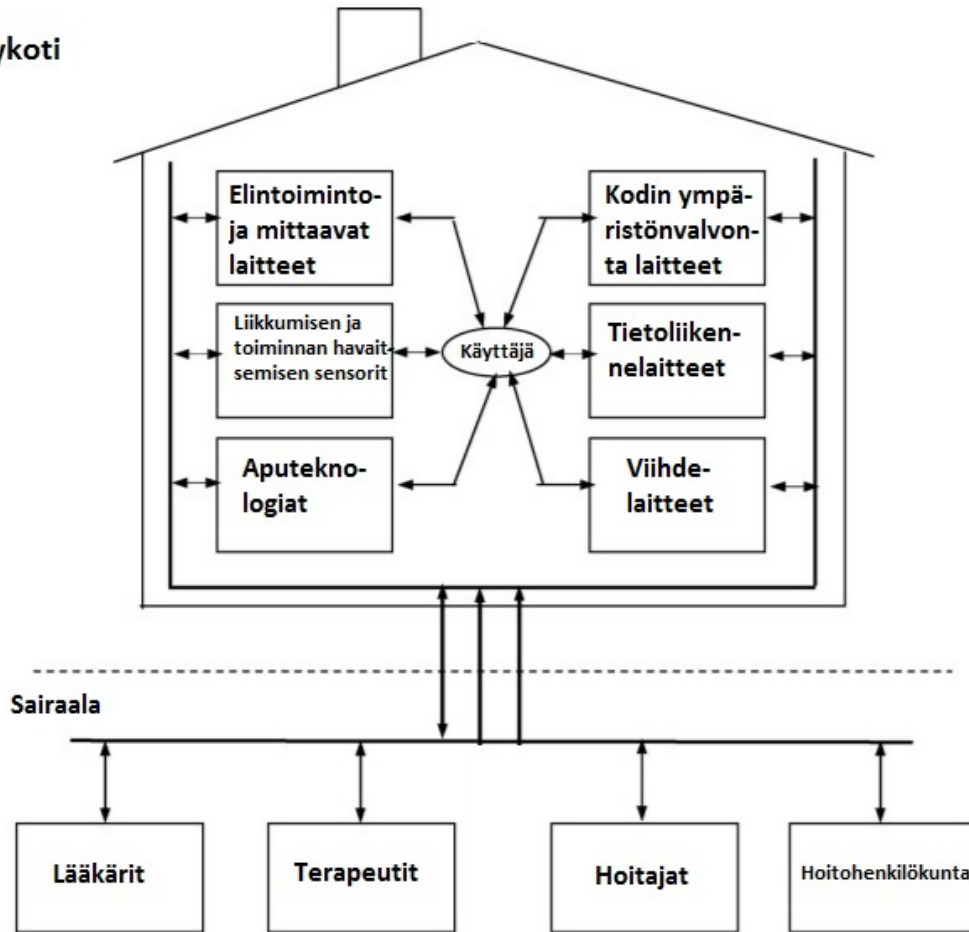 ykoti
Elintoiminto-
ja mittaavat
laitteet
Kodin ympä-
ristönvalvon-
ta laitteet
Liikkumisen ja
toiminnan havait-
semisen sensorit
Käyttäjä
Tietoliiken-
nelaitteet
Aputekno-
logiat
Viihde-
laitteet
Sairaala
Lääkärit
Terapeutit
Hoitajat
Hoitohenkilökunta